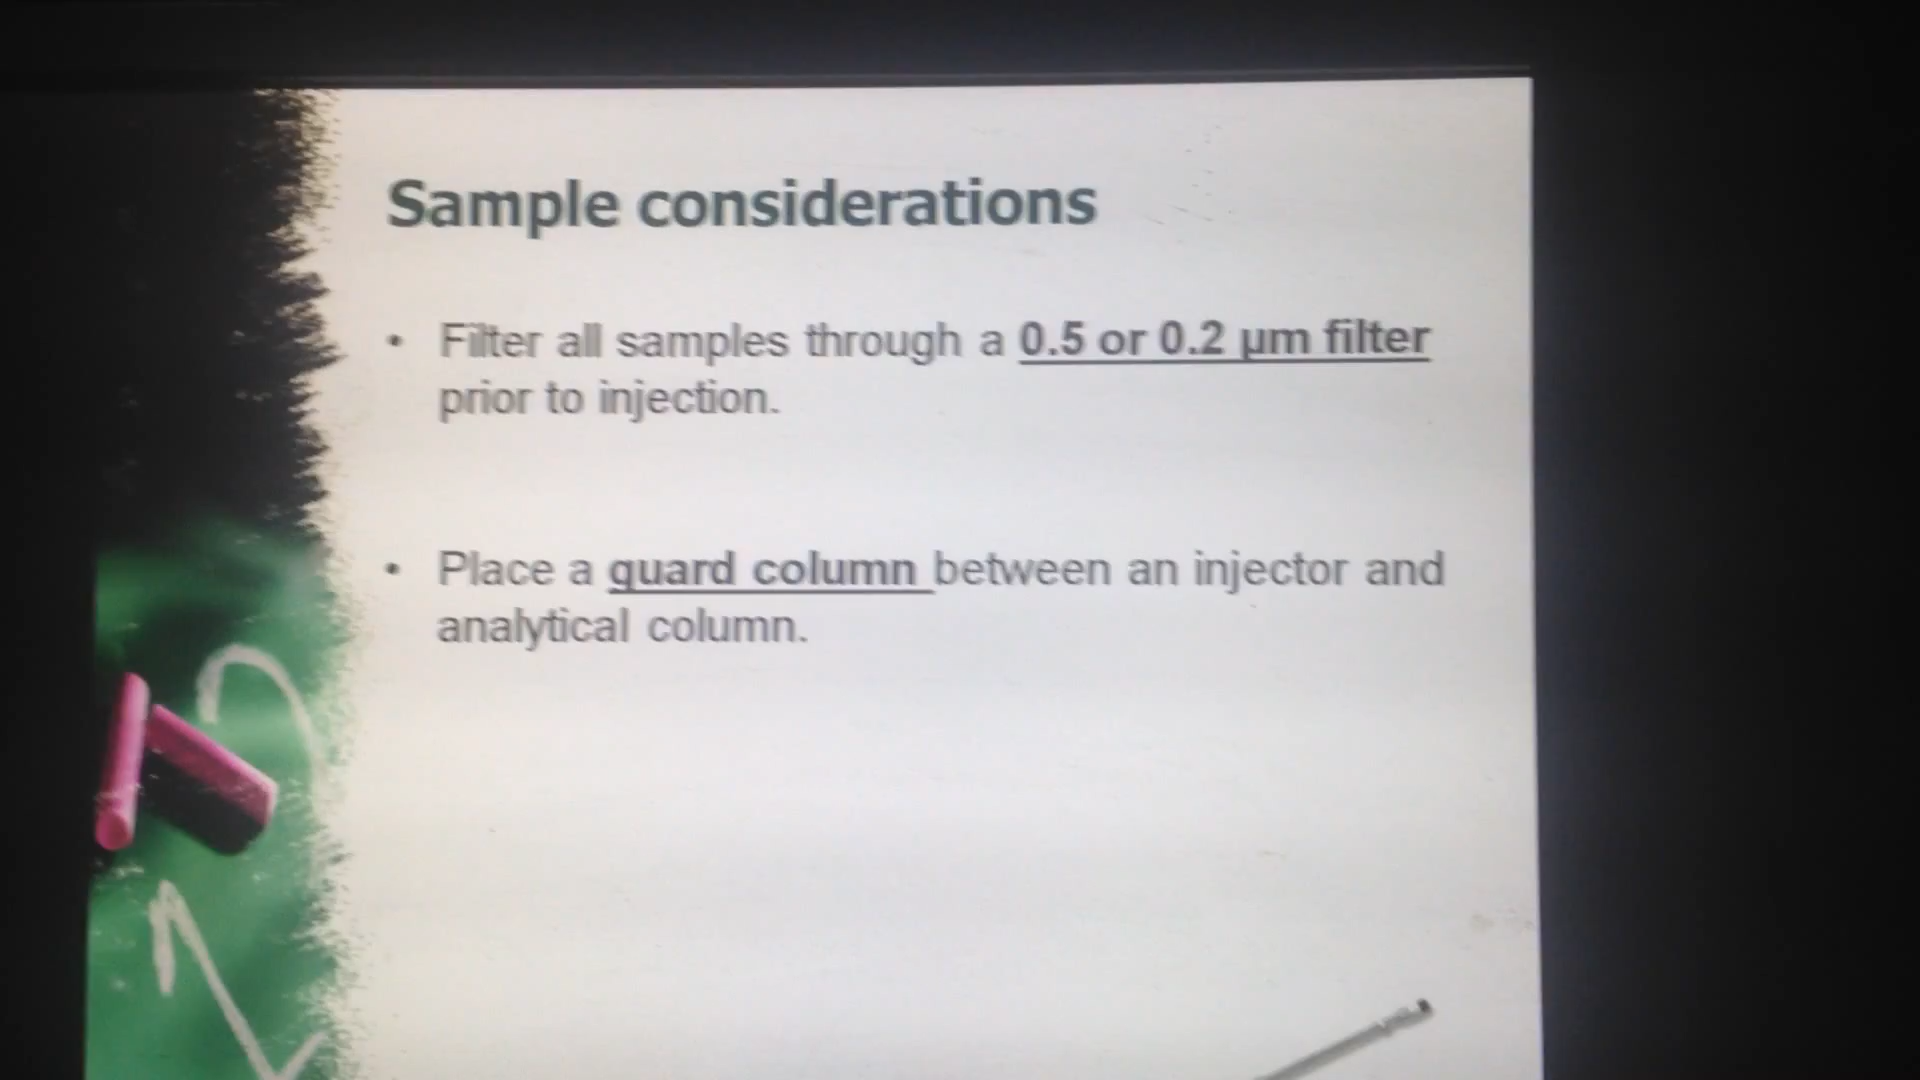 Sample considerations
• Filter all samples through a 0.5 or 0.2 µm filter
prior to injection.
• Place a guard column between an injector and
analytical column.